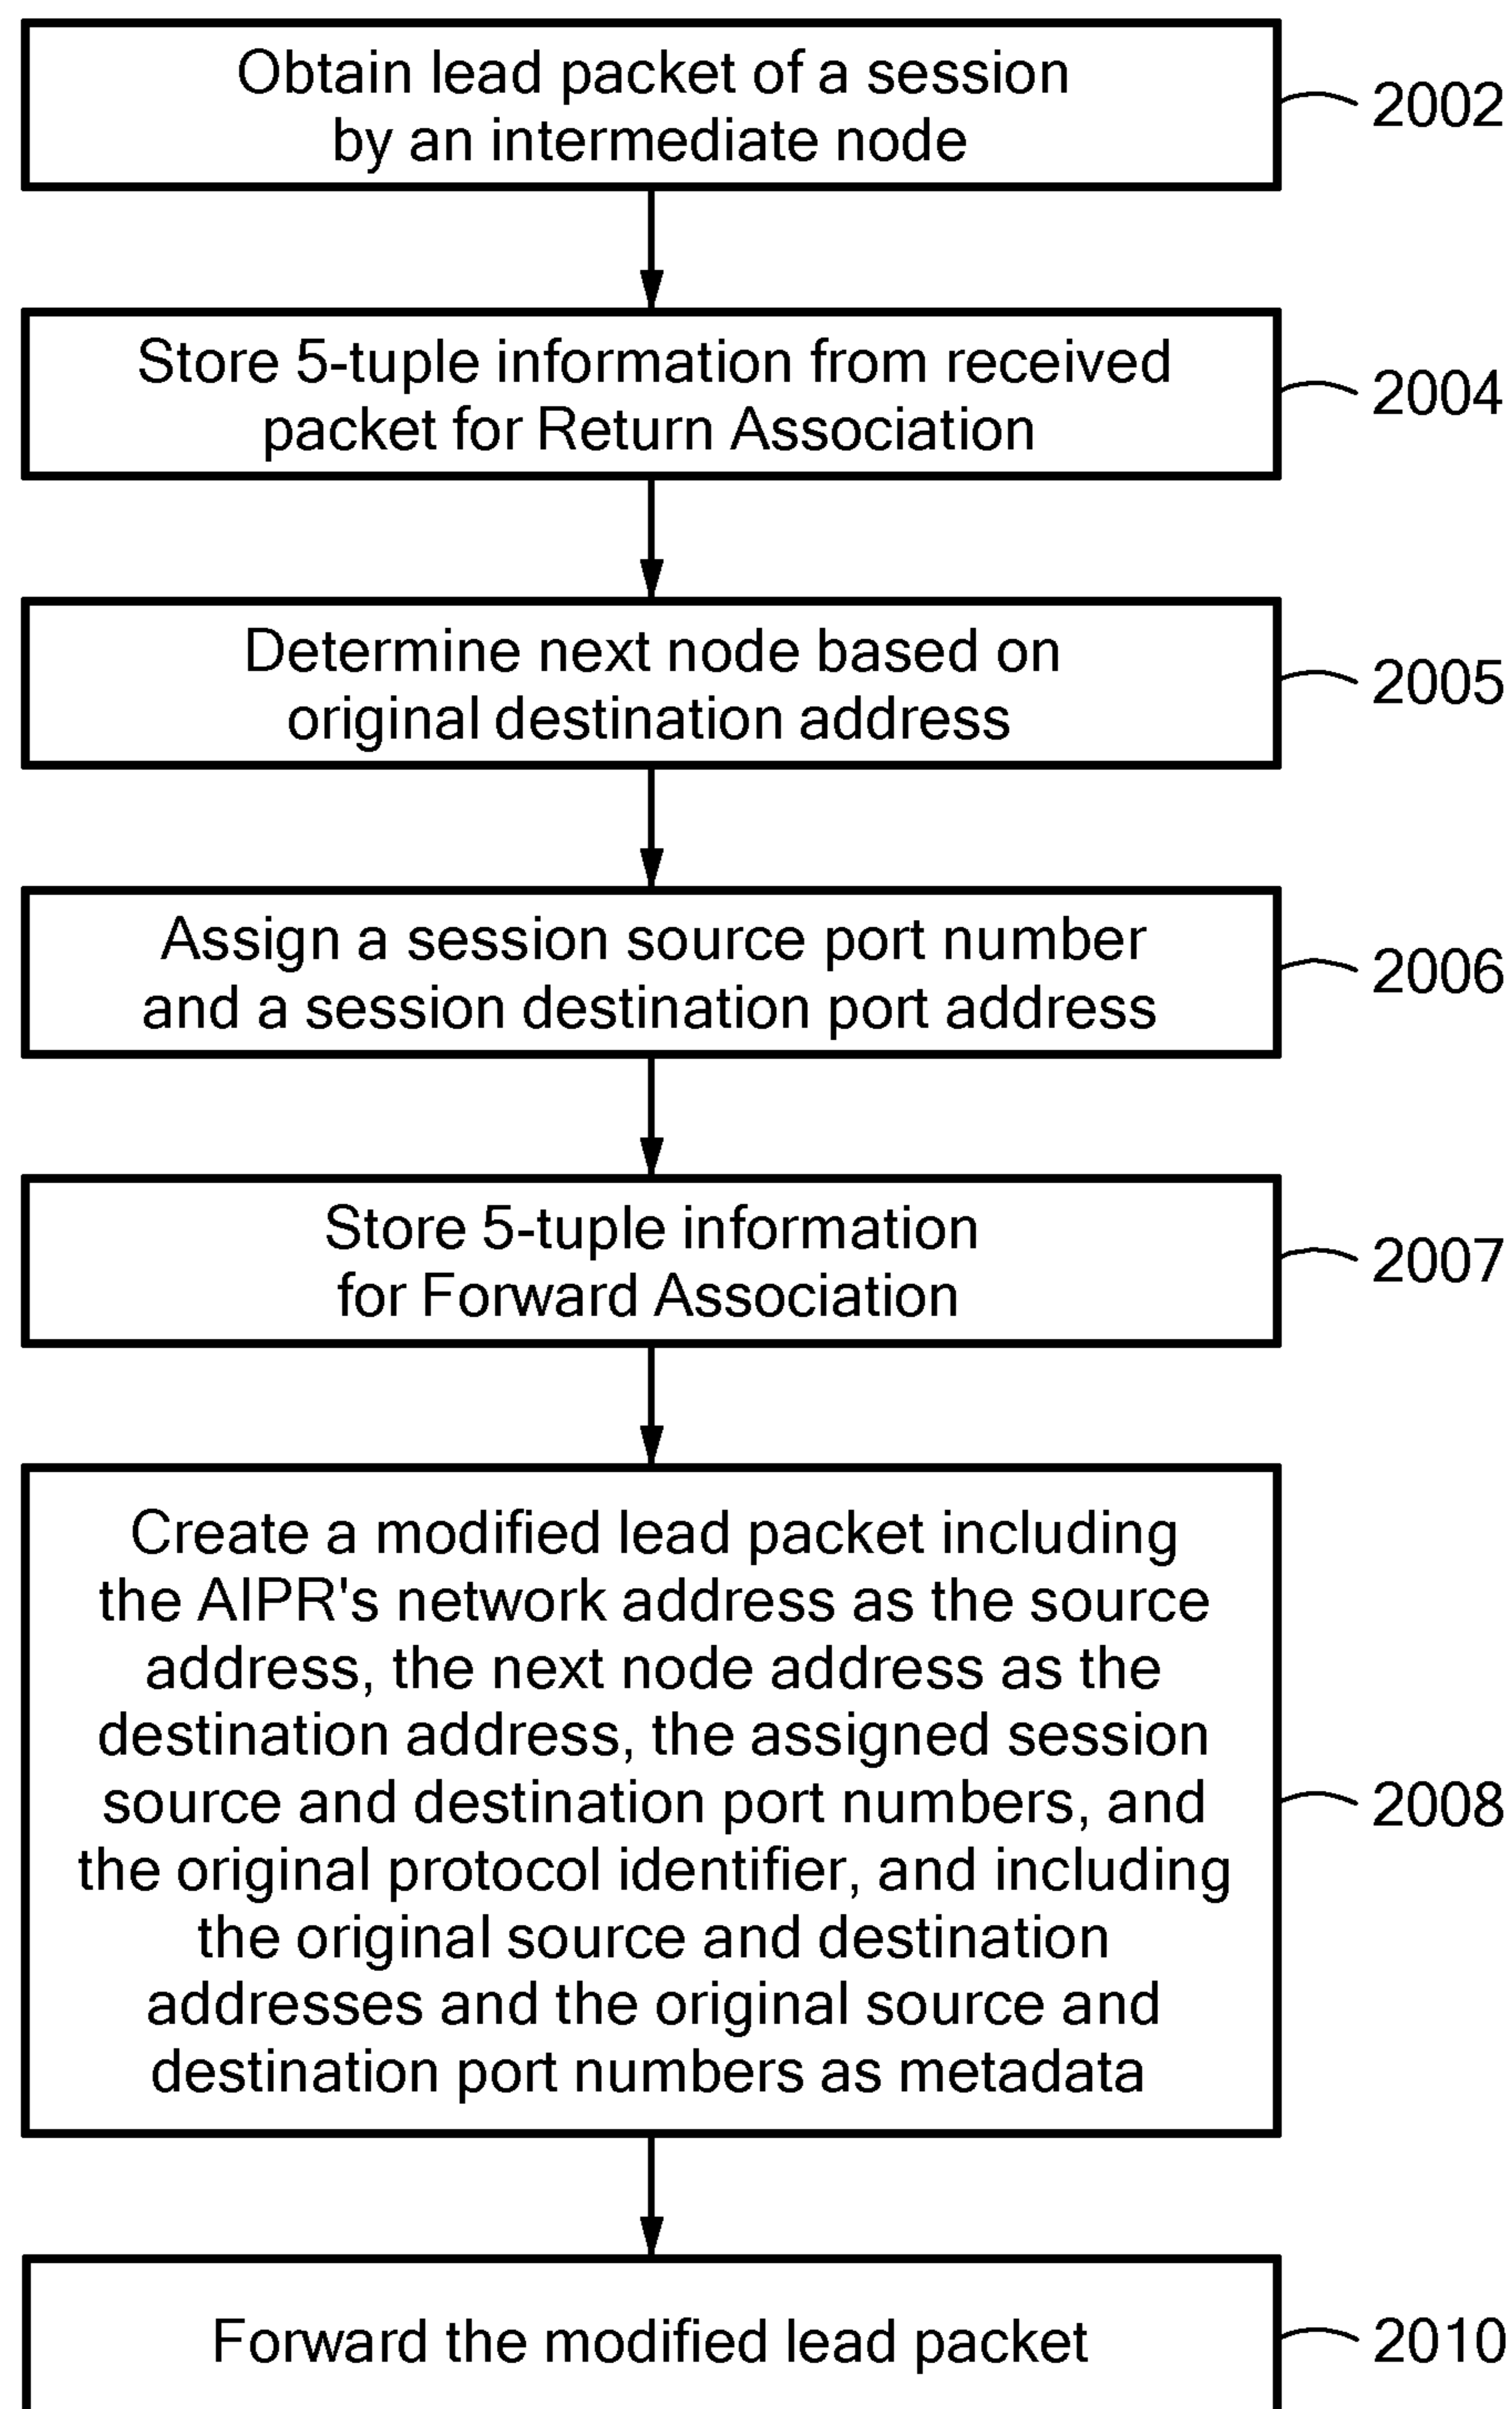 Obtain lead packet of a session
by an intermediate node
2002
Store 5-tuple information from received
packet for Return Association
2004
Determine next node based on
original destination address
2005
Assign a session source port number
and a session destination port address
2006
Store 5-tuple information
for Forward Association
2007
Create a modified lead packet including
the AIPR's network address as the source
address, the next node address as the
destination address, the assigned session
source and destination port numbers, and
the original protocol identifier, and including
the original source and destination
addresses and the original source and
destination port numbers as metadata
2008
Forward the modified lead packet
2010